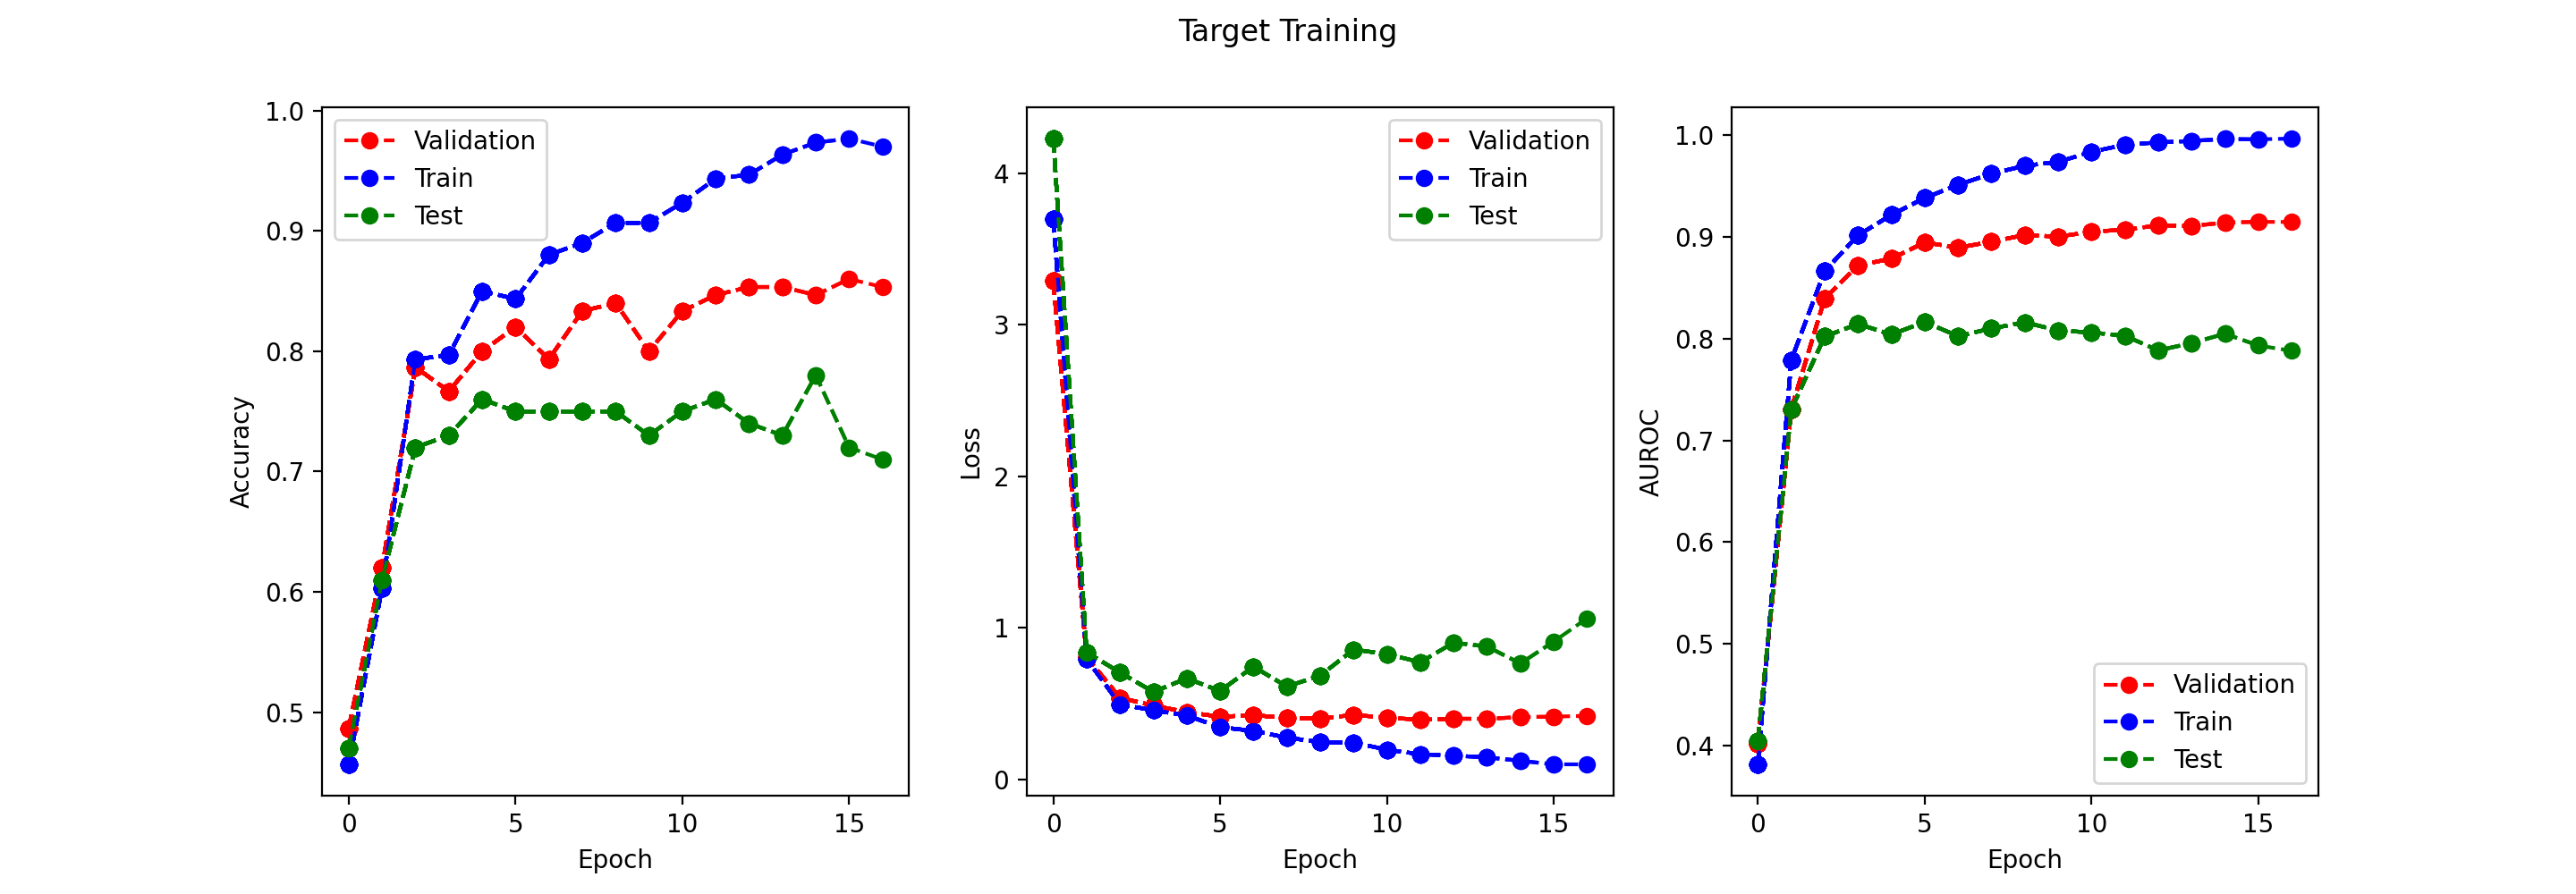 Target Training
Accuracy
1.0
0.9
0.8
0.7
0.6
0.5
Validation
Train
Test
0 5 10 15
Epoch
Loss
4
3
2
1
0
Validation
Train
Test
0 5 10 15
Epoch
AUROC
1.0
0.9
0.8
0.7
0.6
0.5
0.4
Validation
Train
Test
0 5 10 15
Epoch